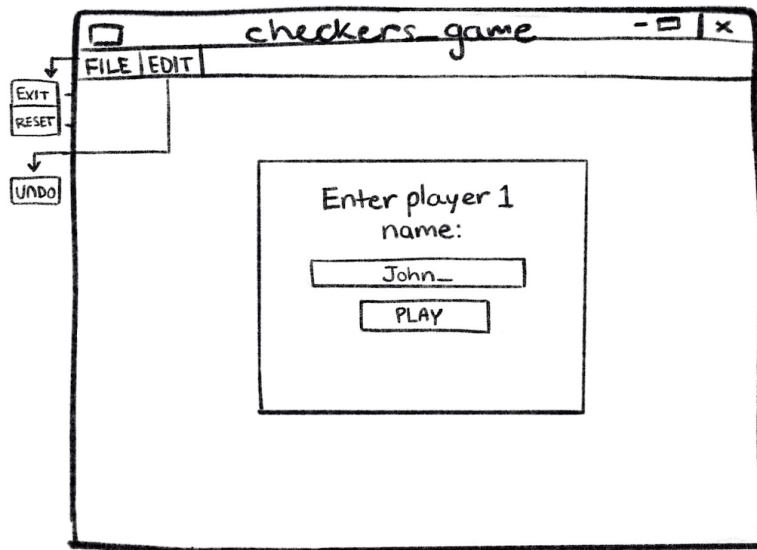 checkers_game
FILE EDIT
EXIT
RESET
UNDO
Enter player 1
name:
John_
PLAY